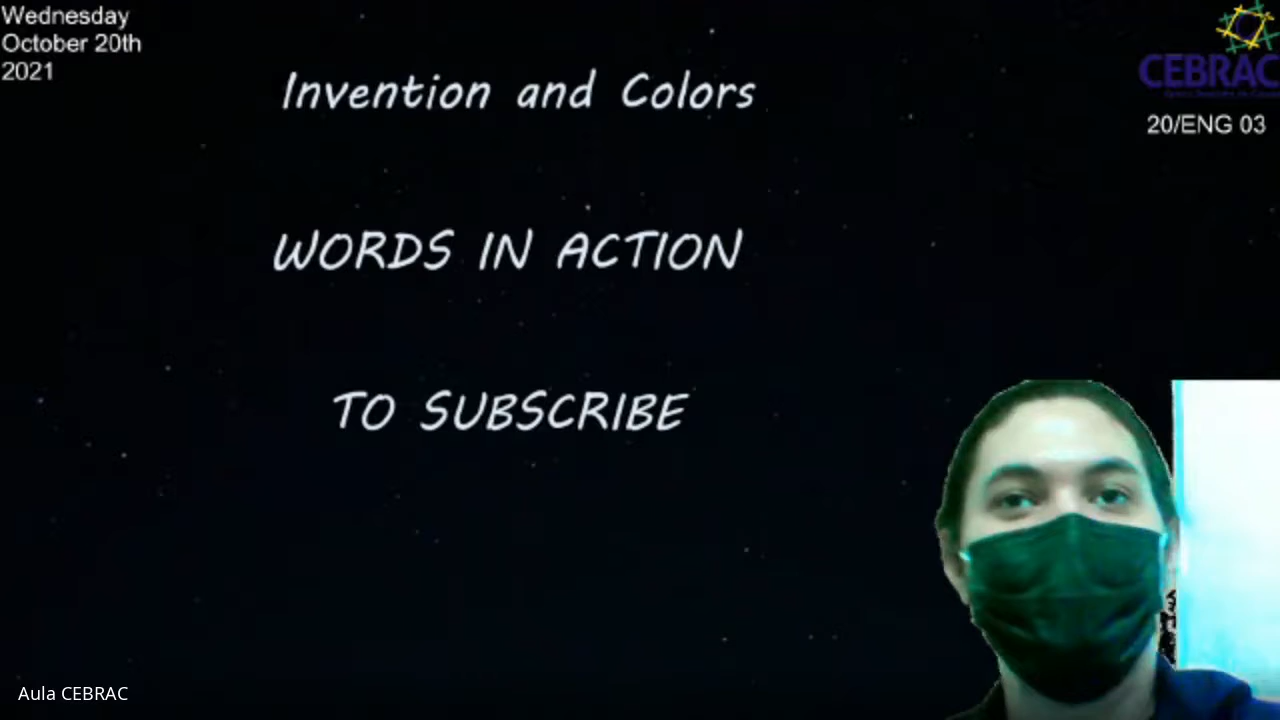 Wednesday
October 20th
2021
Invention and Colors
CEBRAC
20/ENG 03
WORDS IN ACTION
TO SUBSCRIBE
Aula CEBRAC